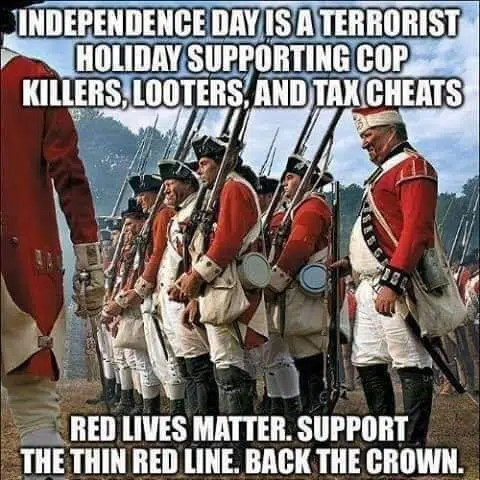 INDEPENDENCE DAY IS A TERRORIST
HOLIDAY SUPPORTING COP
KILLERS, LOOTERS, AND TAX CHEATS
RED LIVES MATTER. SUPPORT
THE THIN RED LINE. BACK THE CROWN.